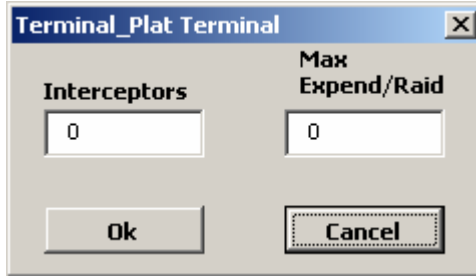 Terminal_Plat Terminal
Max
Interceptors Expend/Raid
0 0
Ok Cancel